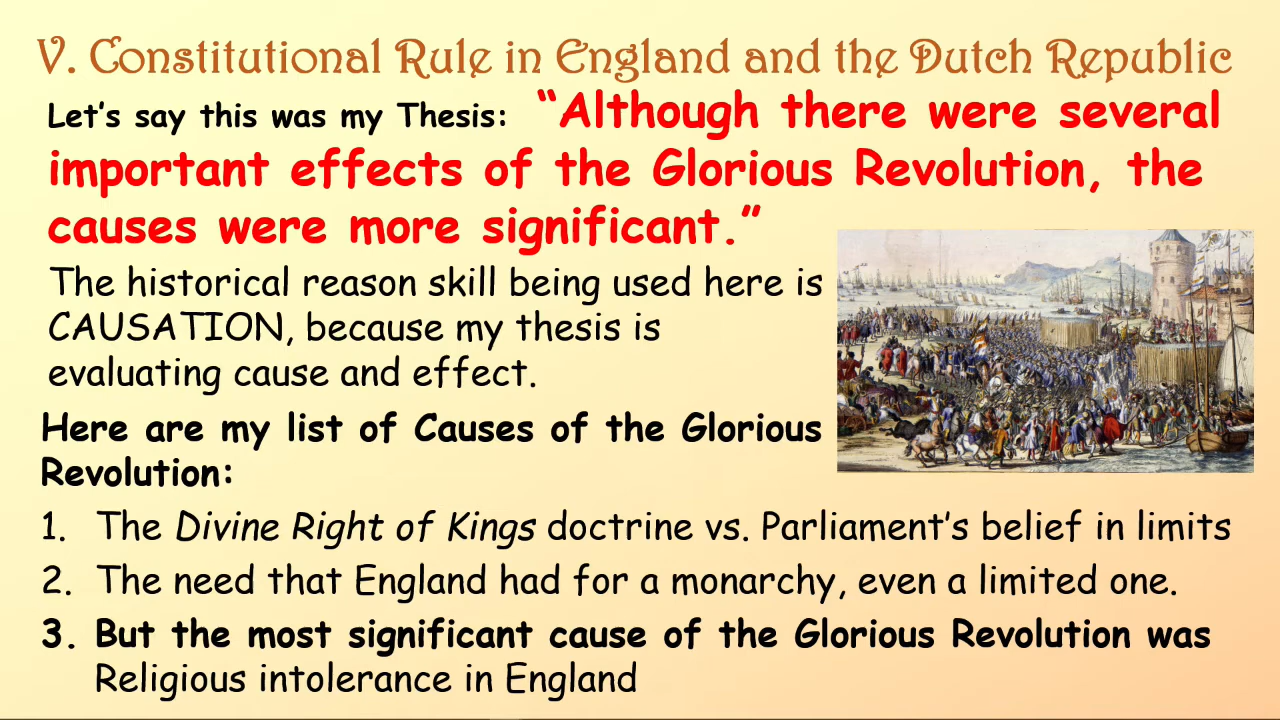 V. Constitutional Rule in England and the Dutch Republic
Let's say this was my Thesis: “Although there were several
important effects of the Glorious Revolution, the
causes were more significant.”
The historical reason skill being used here is
CAUSATION, because my thesis is
evaluating cause and effect.
Here are my list of Causes of the Glorious
Revolution:
1. The Divine Right of Kings doctrine vs. Parliament's belief in limits
2. The need that England had for a monarchy, even a limited one.
3. But the most significant cause of the Glorious Revolution was
Religious intolerance in England